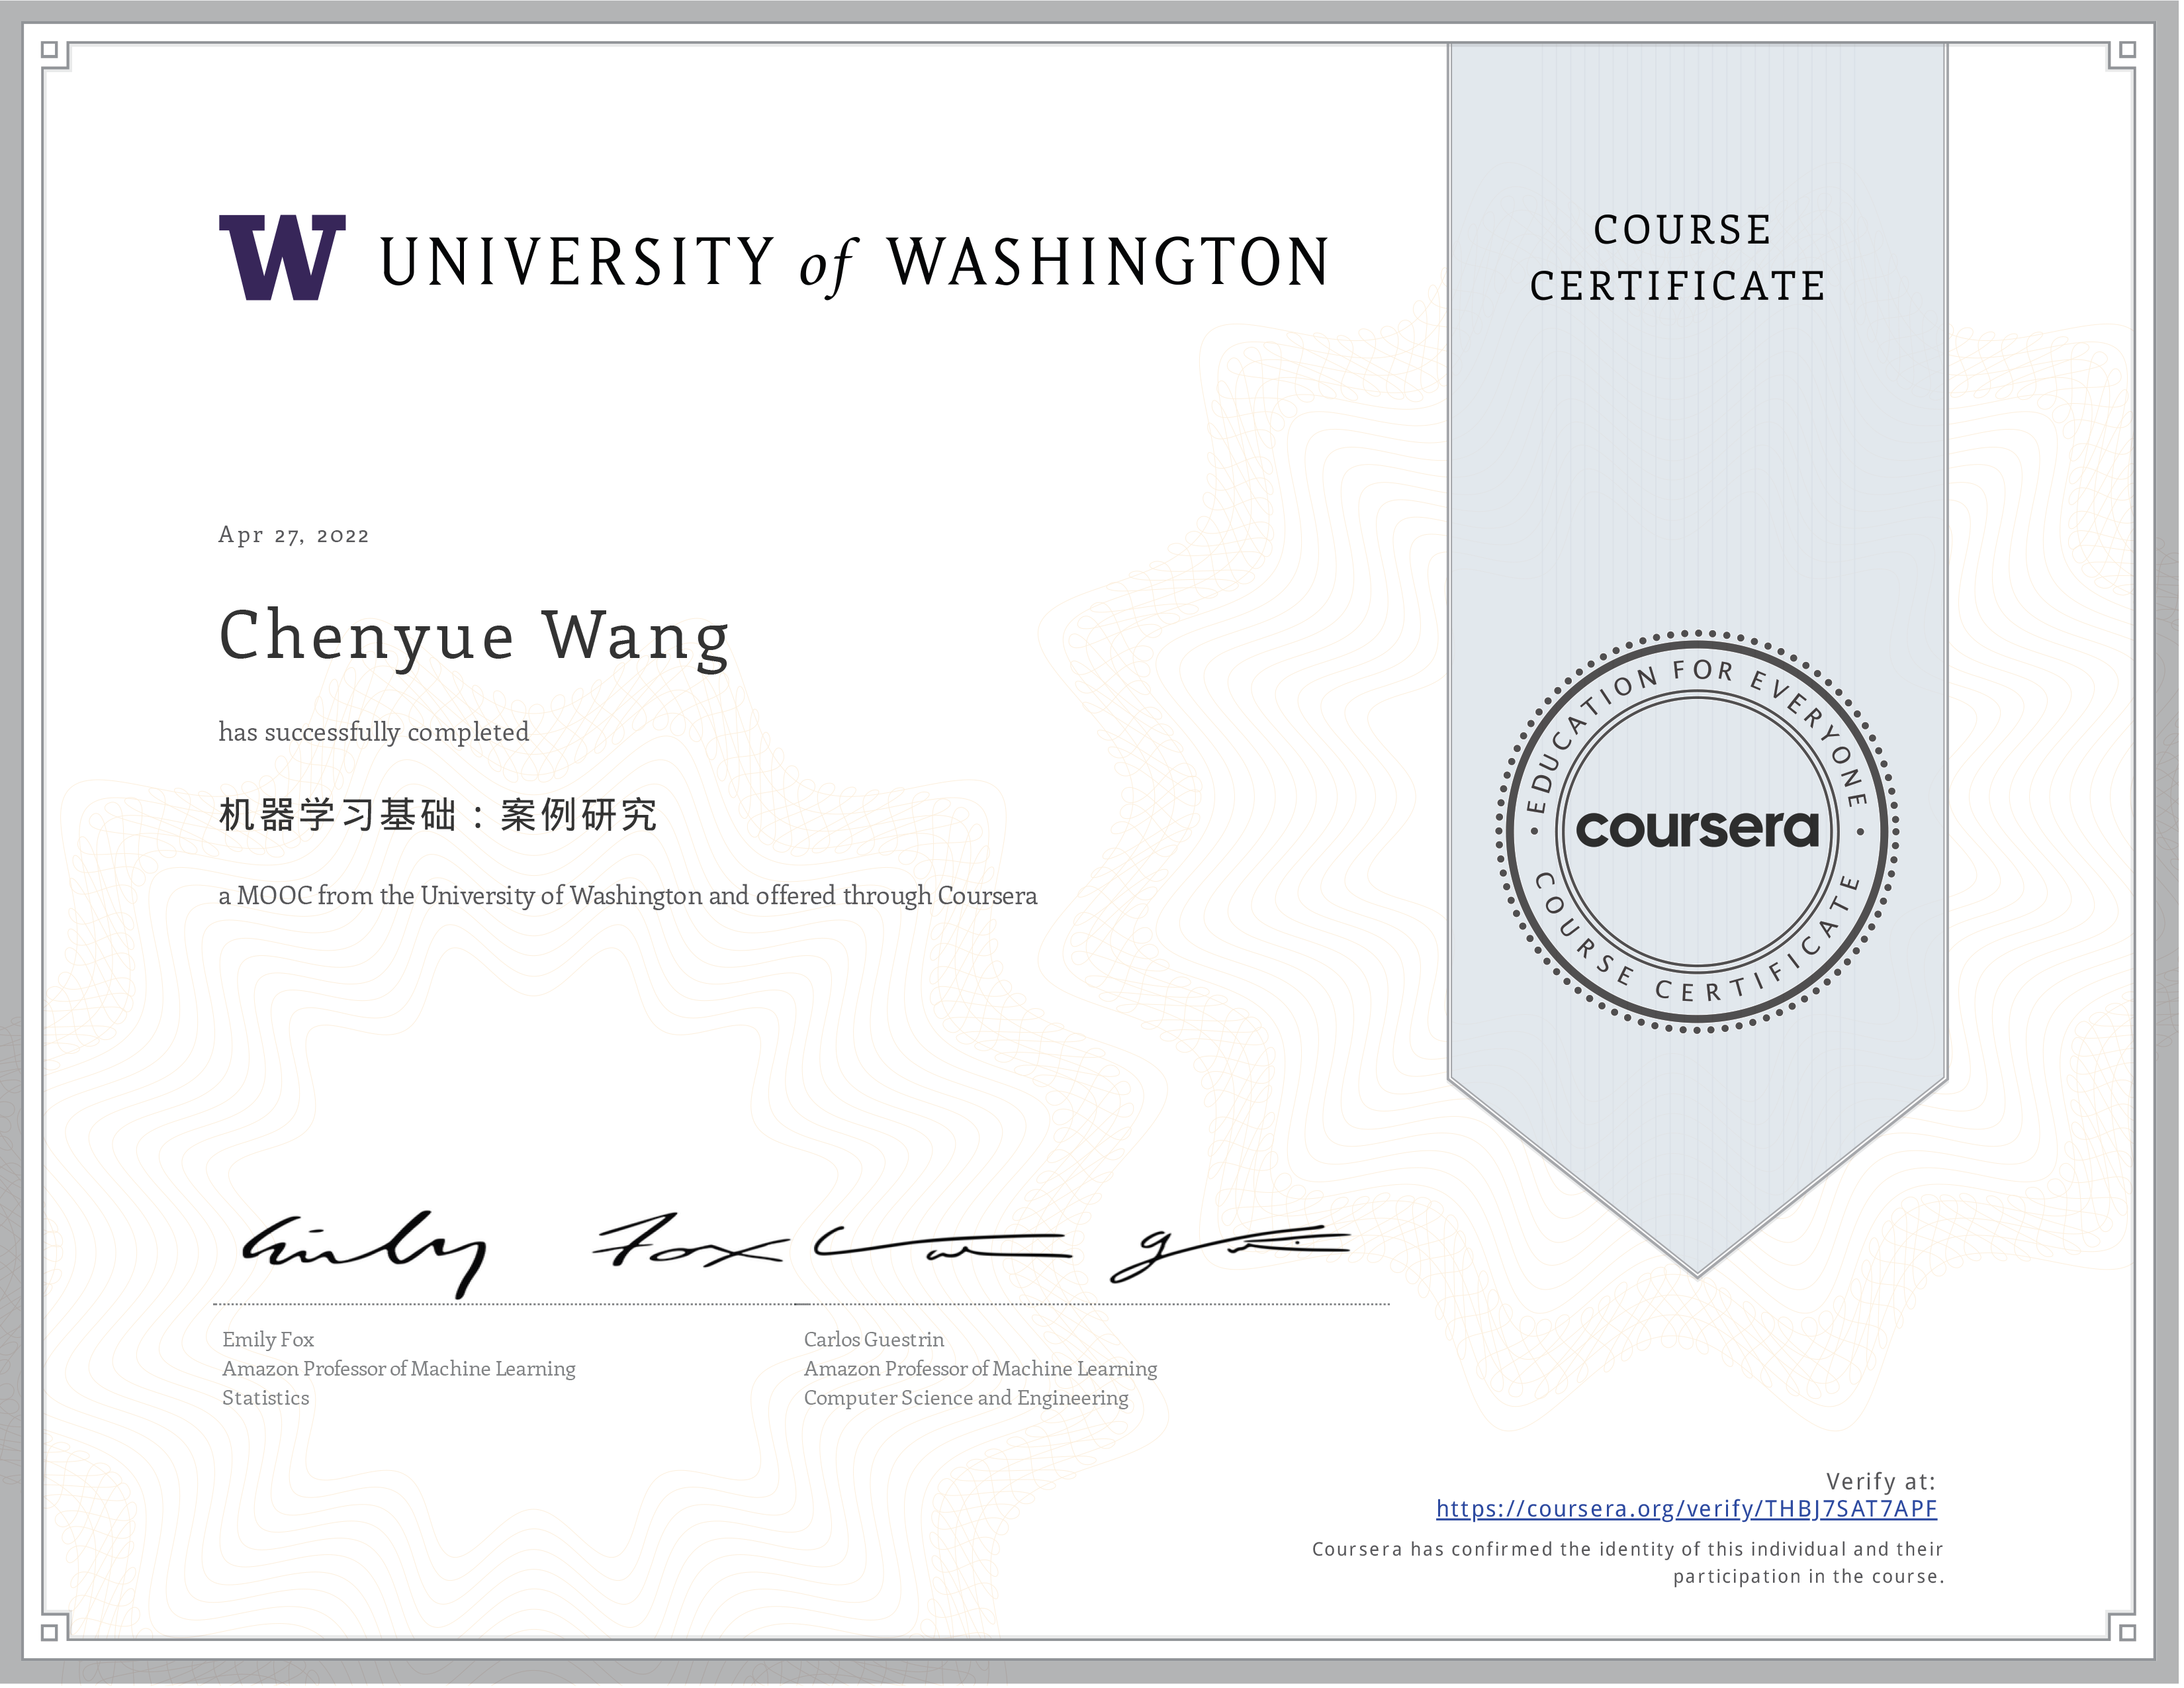 W UNIVERSITY of WASHINGTON
COURSE
CERTIFICATE
Apr 27, 2022
Chenyue Wang
has successfully completed
机器学习基础：案例研究
a MOOC from the University of Washington and offered through Coursera
EDUCATION FOR EVERYONE
coursera
COURSE CERTIFICATE
Emily Fox
Emily Fox
Amazon Professor of Machine Learning
Statistics
Carlos Guestrin
Amazon Professor of Machine Learning
Computer Science and Engineering
Verify at:
https://coursera.org/verify/THBJ7SAT7APF
Coursera has confirmed the identity of this individual and their
participation in the course.